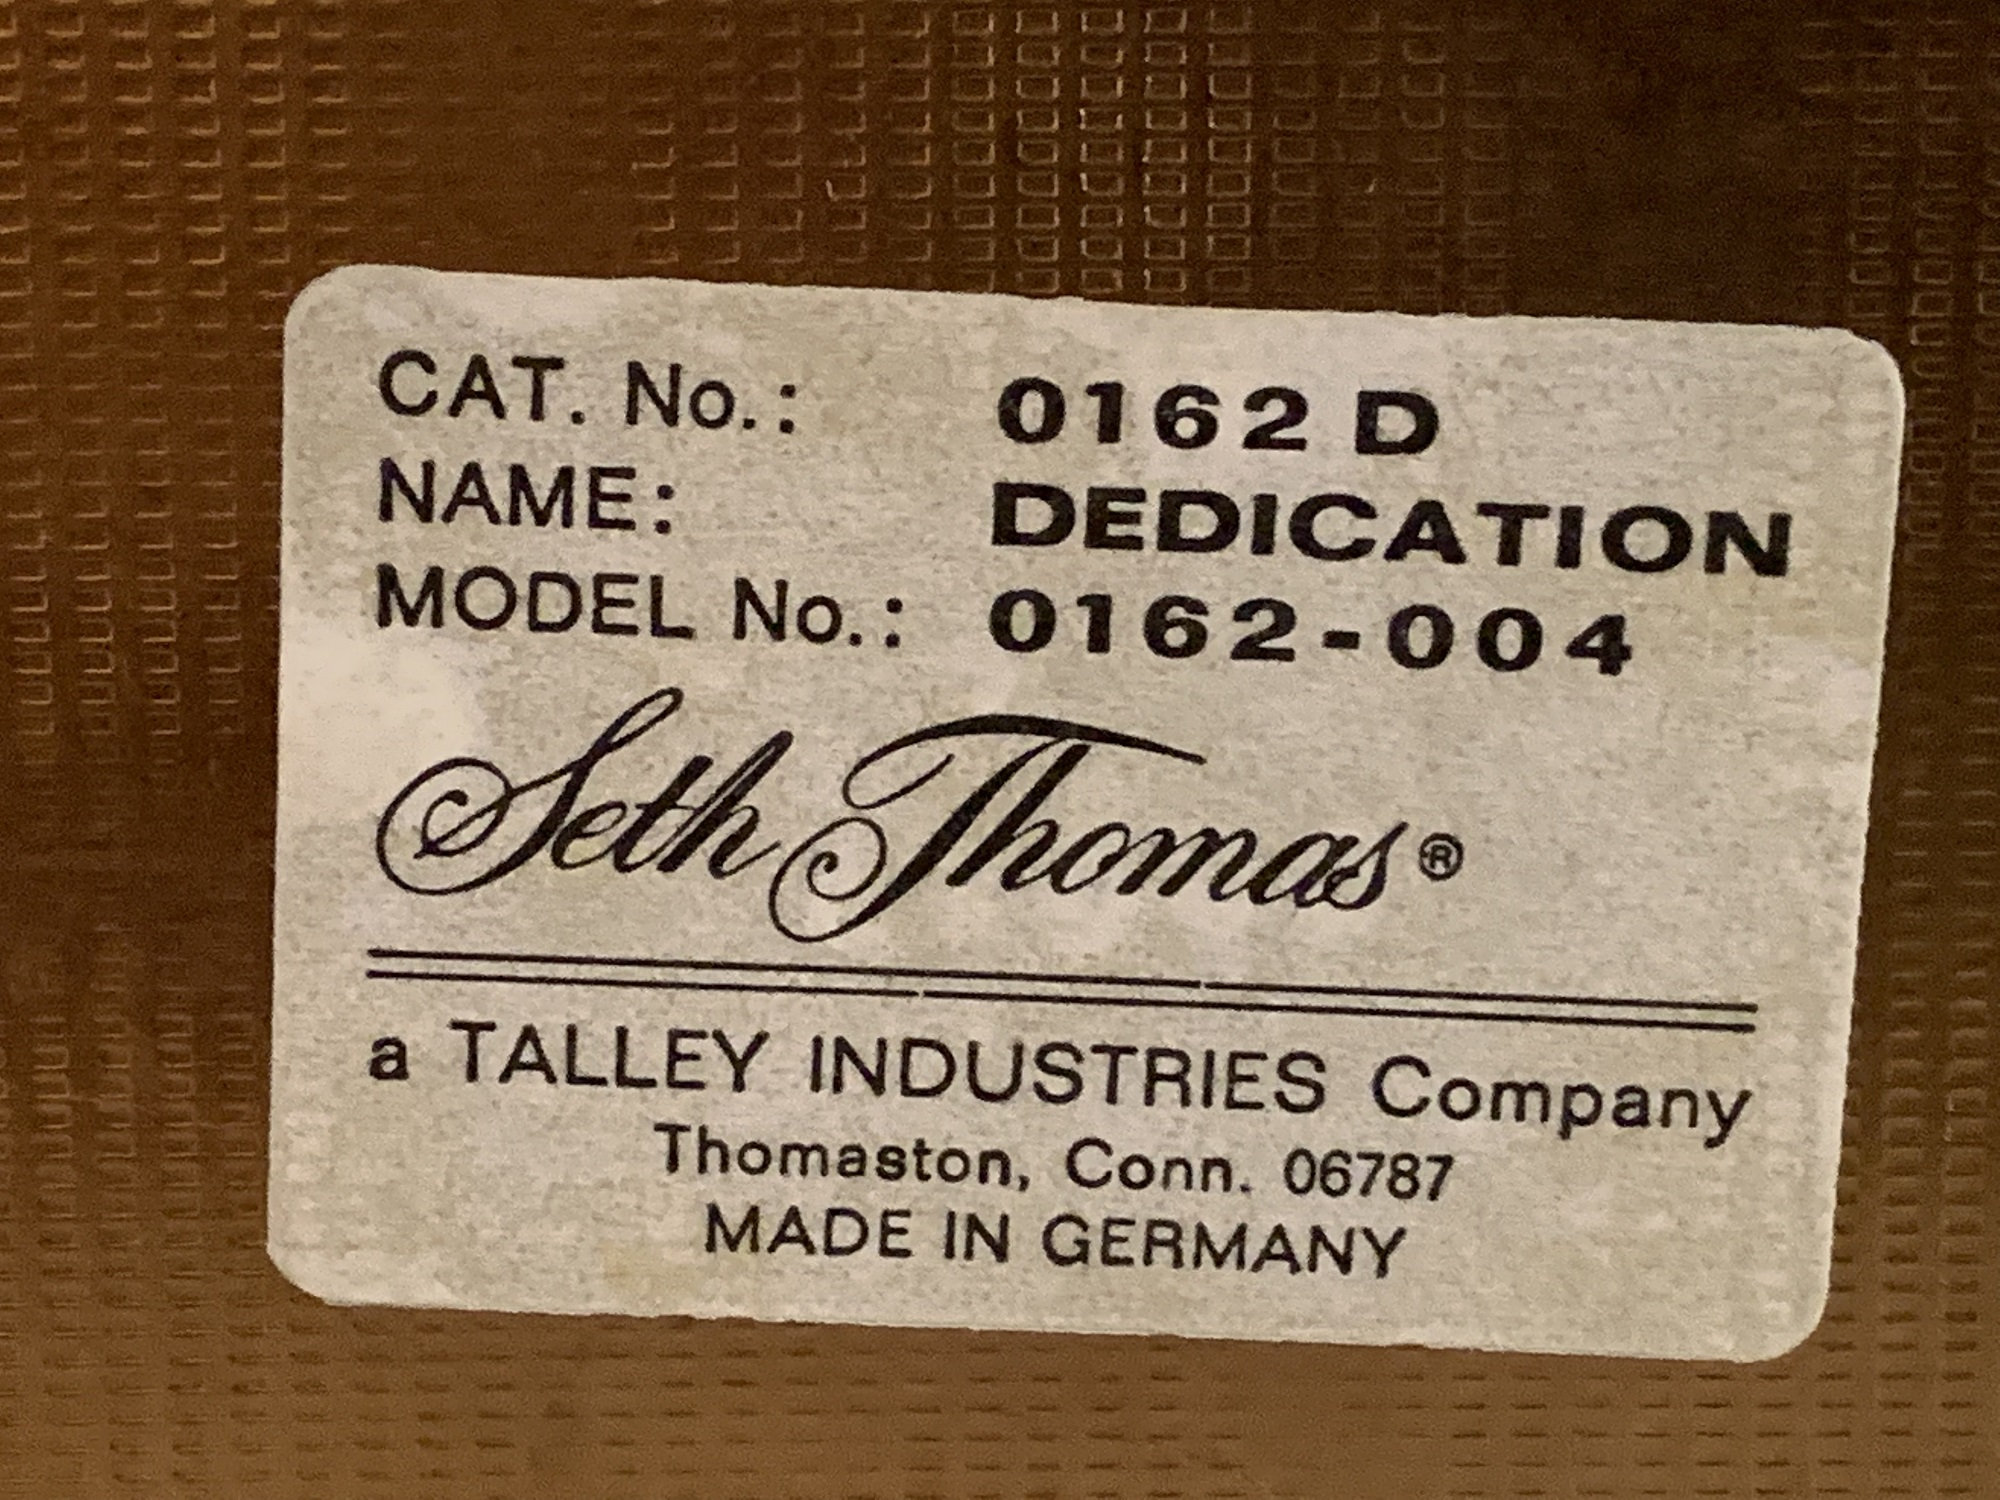 CAT. No.: 0162 D
NAME: DEDICATION
MODEL No.: 0162-004
Seth Thomas®
a TALLEY INDUSTRIES Company
Thomaston, Conn. 06787
MADE IN GERMANY